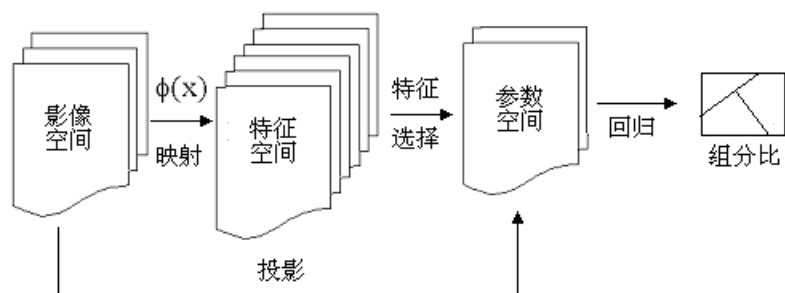 影像
空间
ϕ(x)
映射
特征
空间
特征
选择
参数
空间
回归
组分比
投影